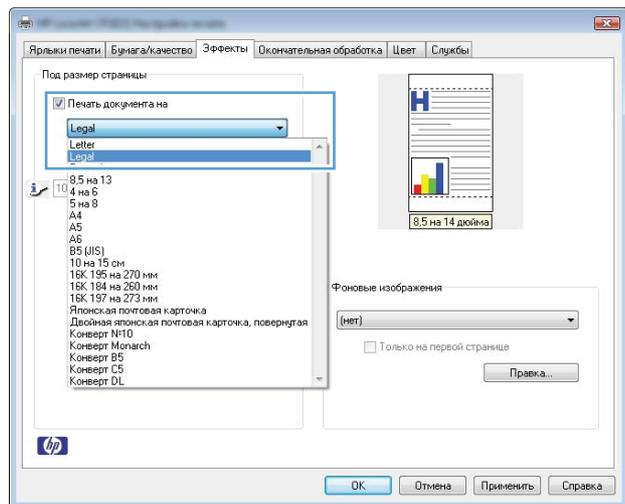 Ярлыки печати Бумага/качество Эффекты Окончательная обработка Цвет Службы
Под размер страницы
Печать документа на
Legal
Letter
Legal
8,5 на 13
4 на 6
5 на 8
A4
A5
A6
B5 (JIS)
10 на 15 см
16K 195 на 270 мм
16K 184 на 260 мм
16K 197 на 273 мм
Японская почтовая карточка
Двойная японская почтовая карточка, повернутая
Конверт №10
Конверт Monarch
Конверт B5
Конверт C5
Конверт DL
10
8,5 на 14 дюйма
Фоновые изображения
(нет)
Только на первой странице
Правка...
hp
OK Отмена Применить Справка